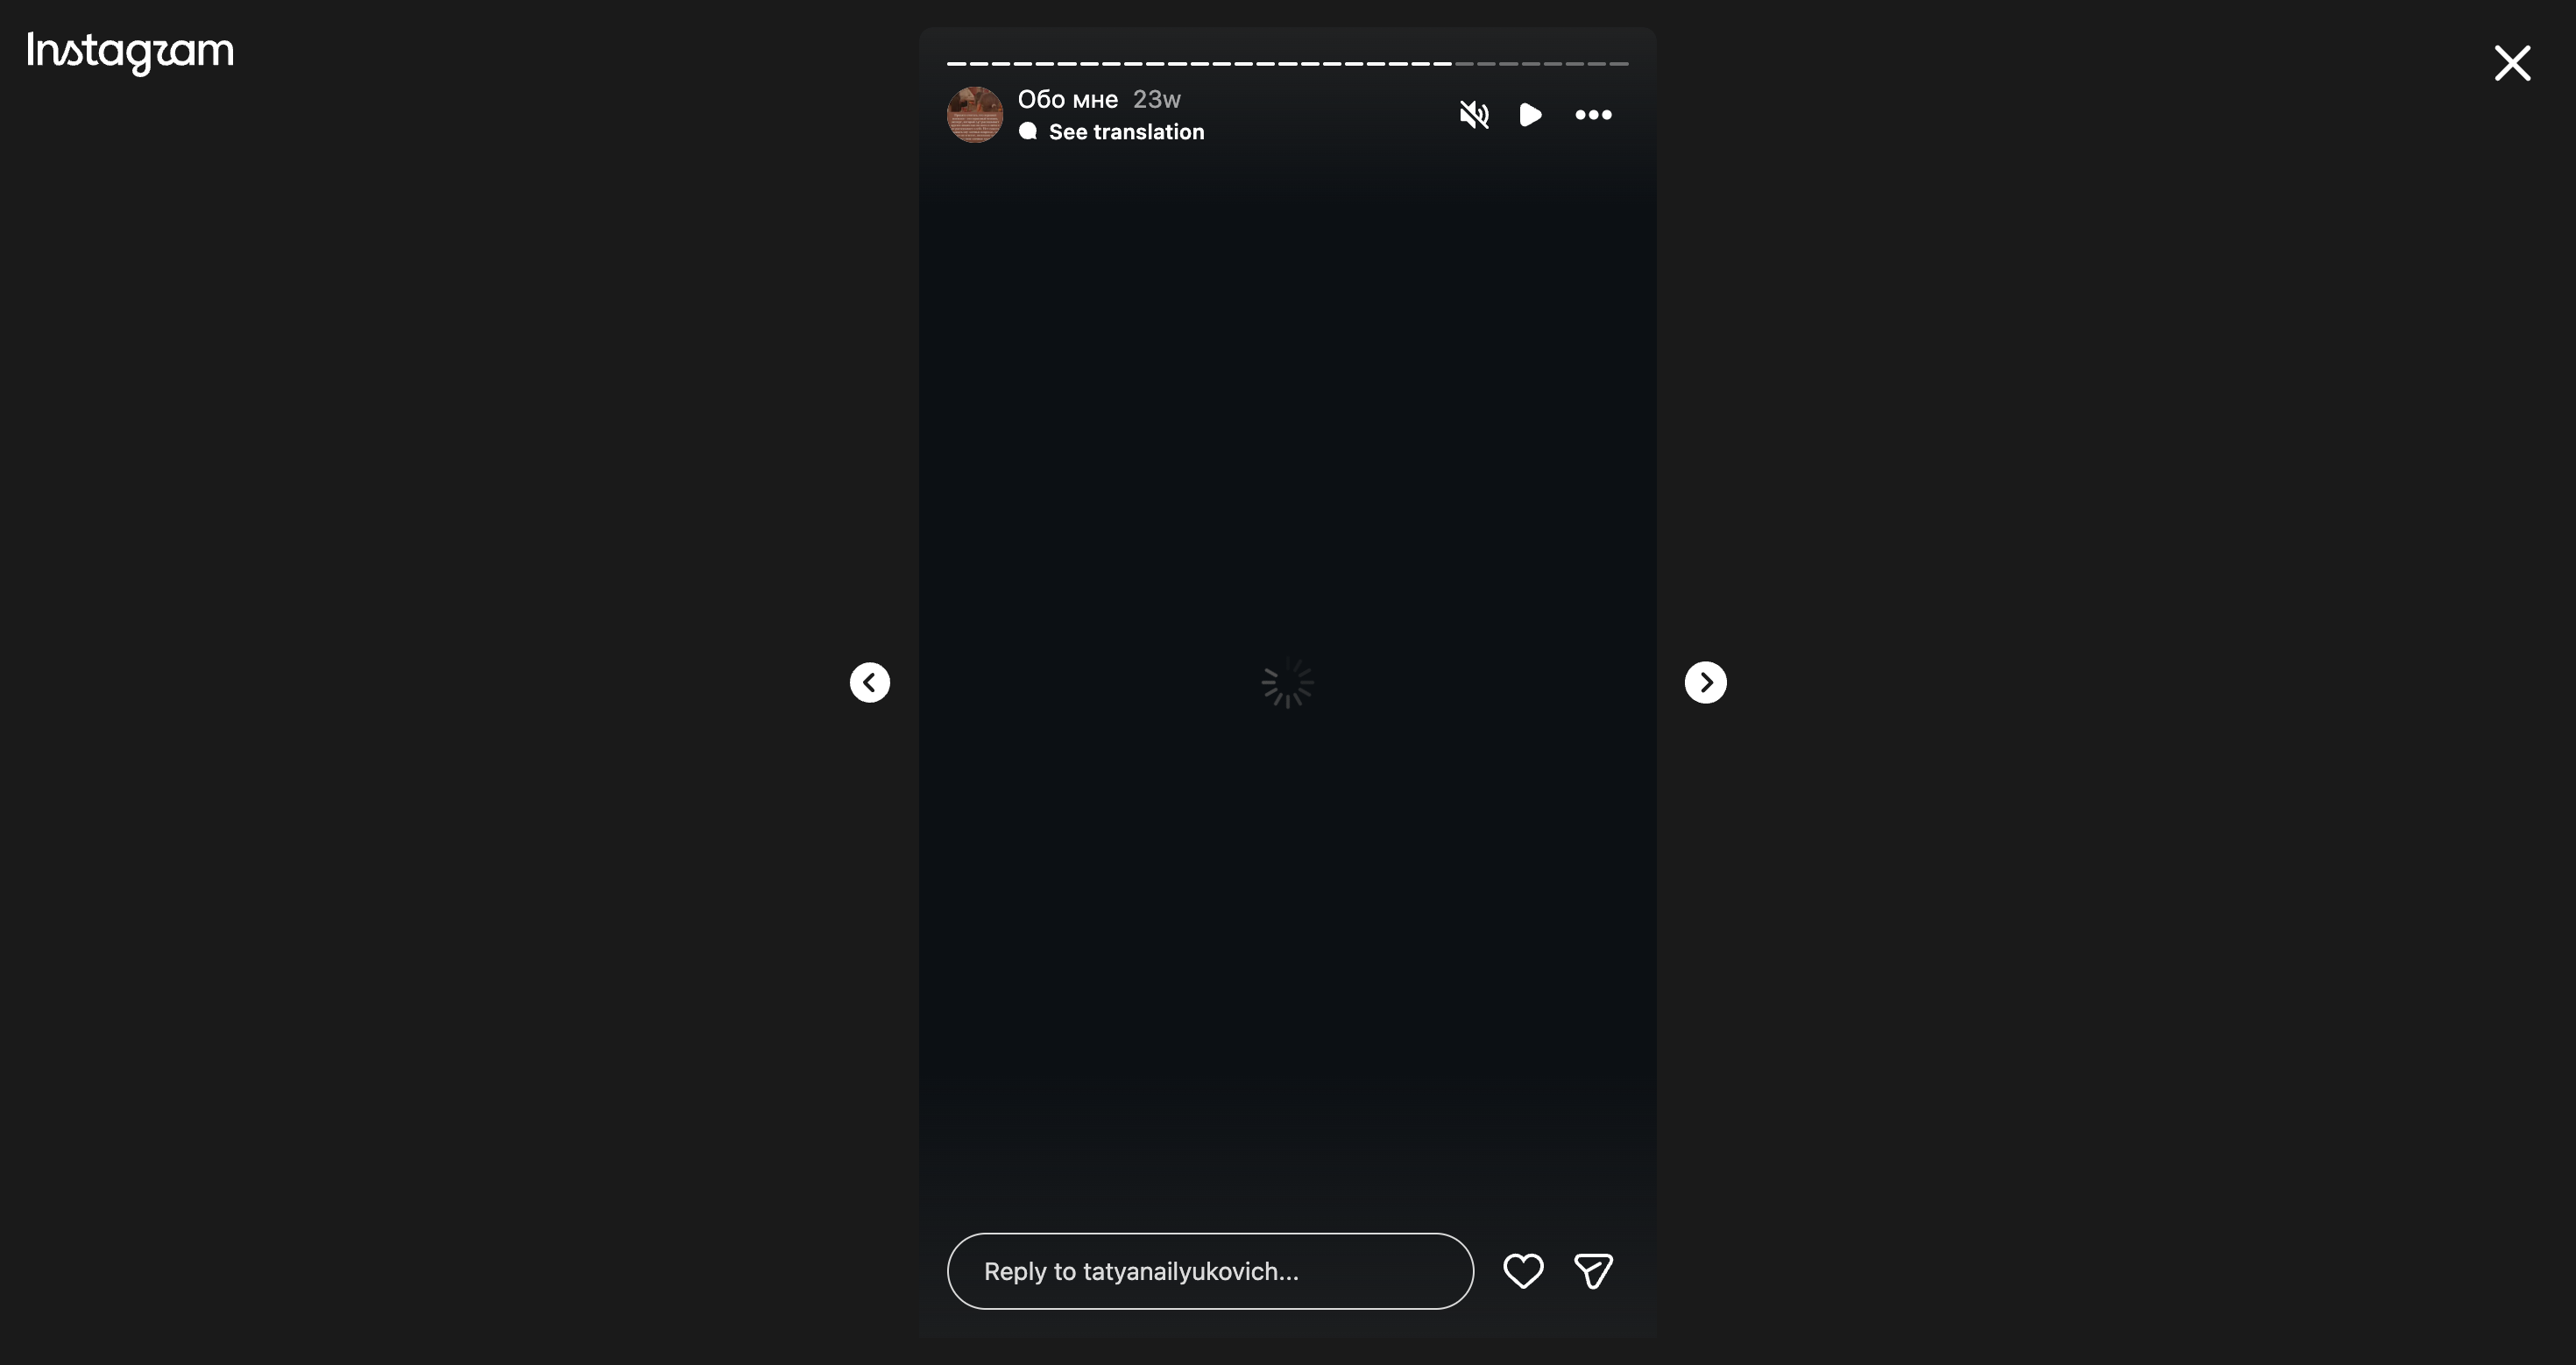 Instagram
Обо мне 23w
See translation
Reply to tatyanailyukovich...